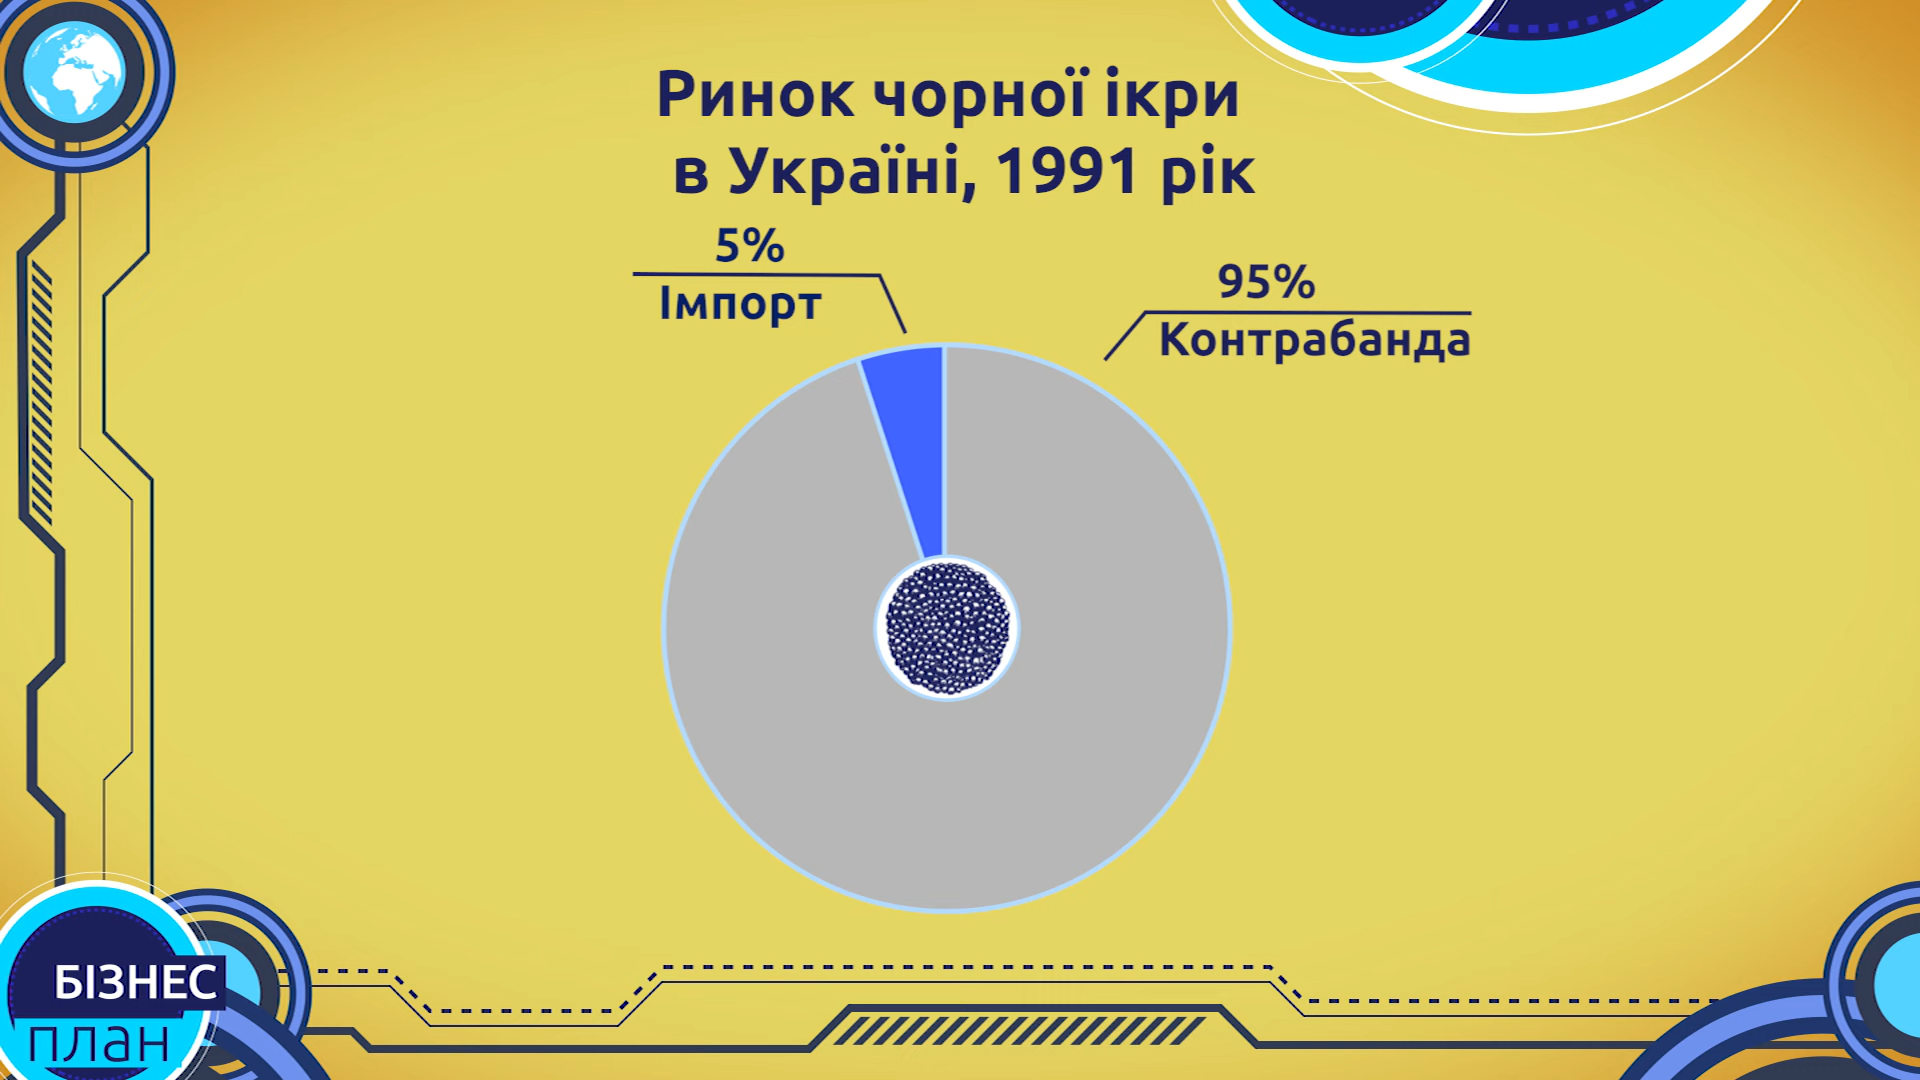 Ринок чорної ікри
в Україні, 1991 рік
5%
Імпорт
95%
Контрабанда
БІЗНЕС
план